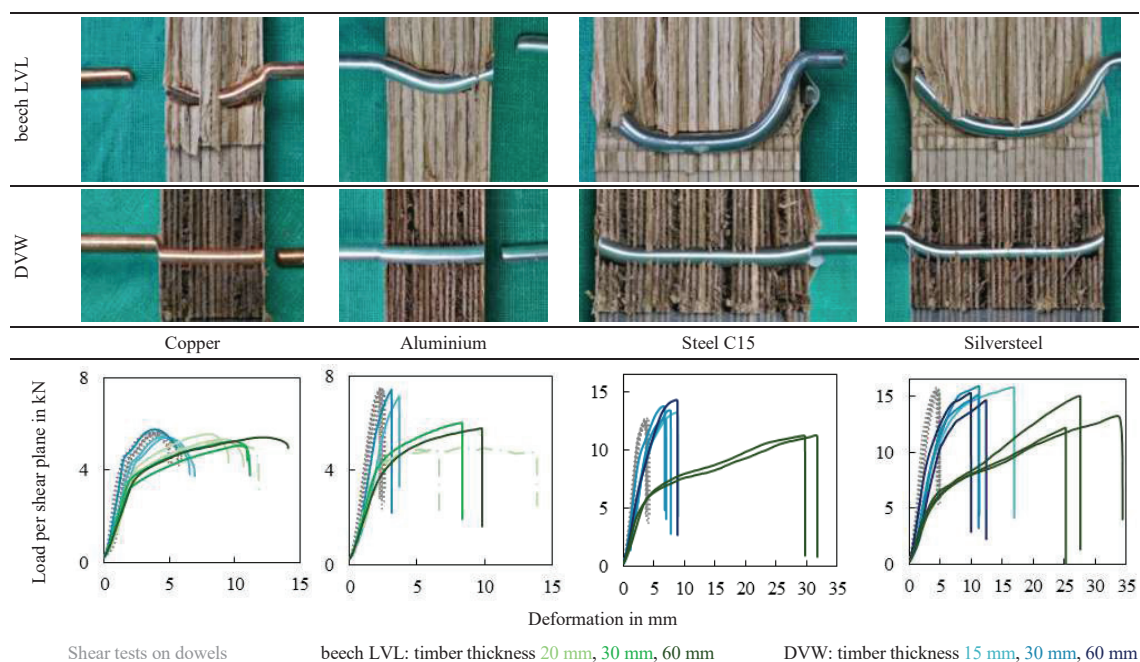 beech LVL
DVW
Copper Aluminium Steel C15 Silversteel
Load per shear plane in kN
8
4
0
0 5 10 15
8
4
0
0 5 10 15
15
10
5
0
0 5 10 15 20 25 30 35
15
10
5
0
0 5 10 15 20 25 30 35
Deformation in mm
Shear tests on dowels beech LVL: timber thickness 20 mm, 30 mm, 60 mm DVW: timber thickness 15 mm, 30 mm, 60 mm